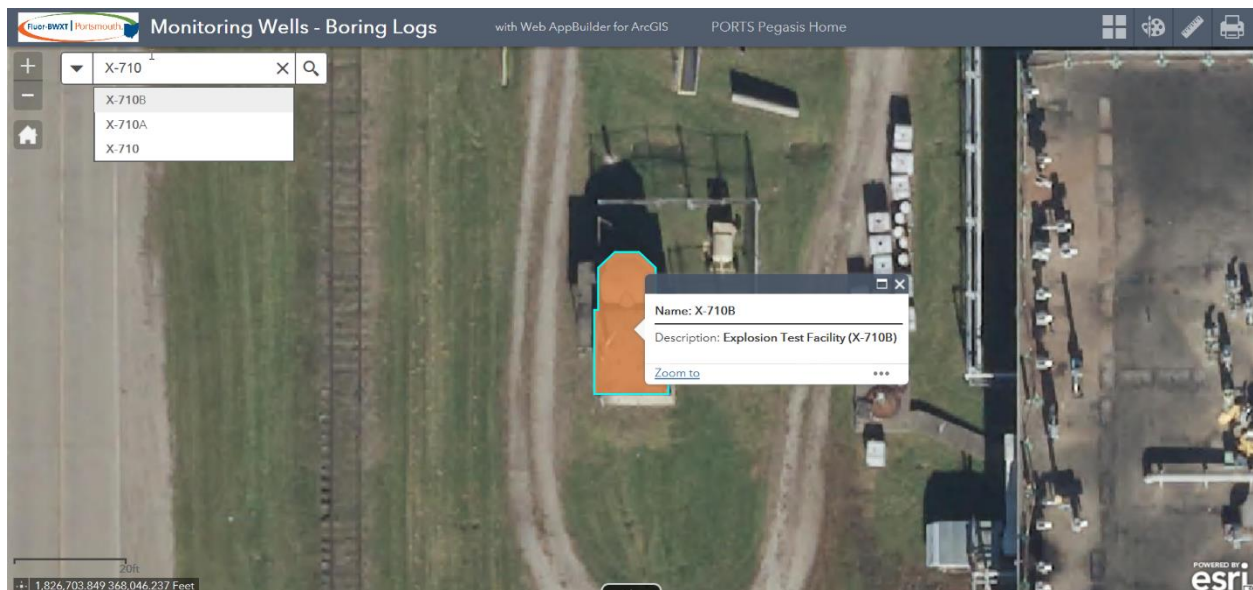 Fluor-BWXT | Portsmouth
Monitoring Wells - Boring Logs
with Web AppBuilder for ArcGIS
PORTS Pegasis Home
X-710
X-710B
X-710A
X-710
Name: X-710B
Description: Explosion Test Facility (X-710B)
Zoom to
20ft
1,826,703.849 368,046.237 Feet
POWERED BY
esri